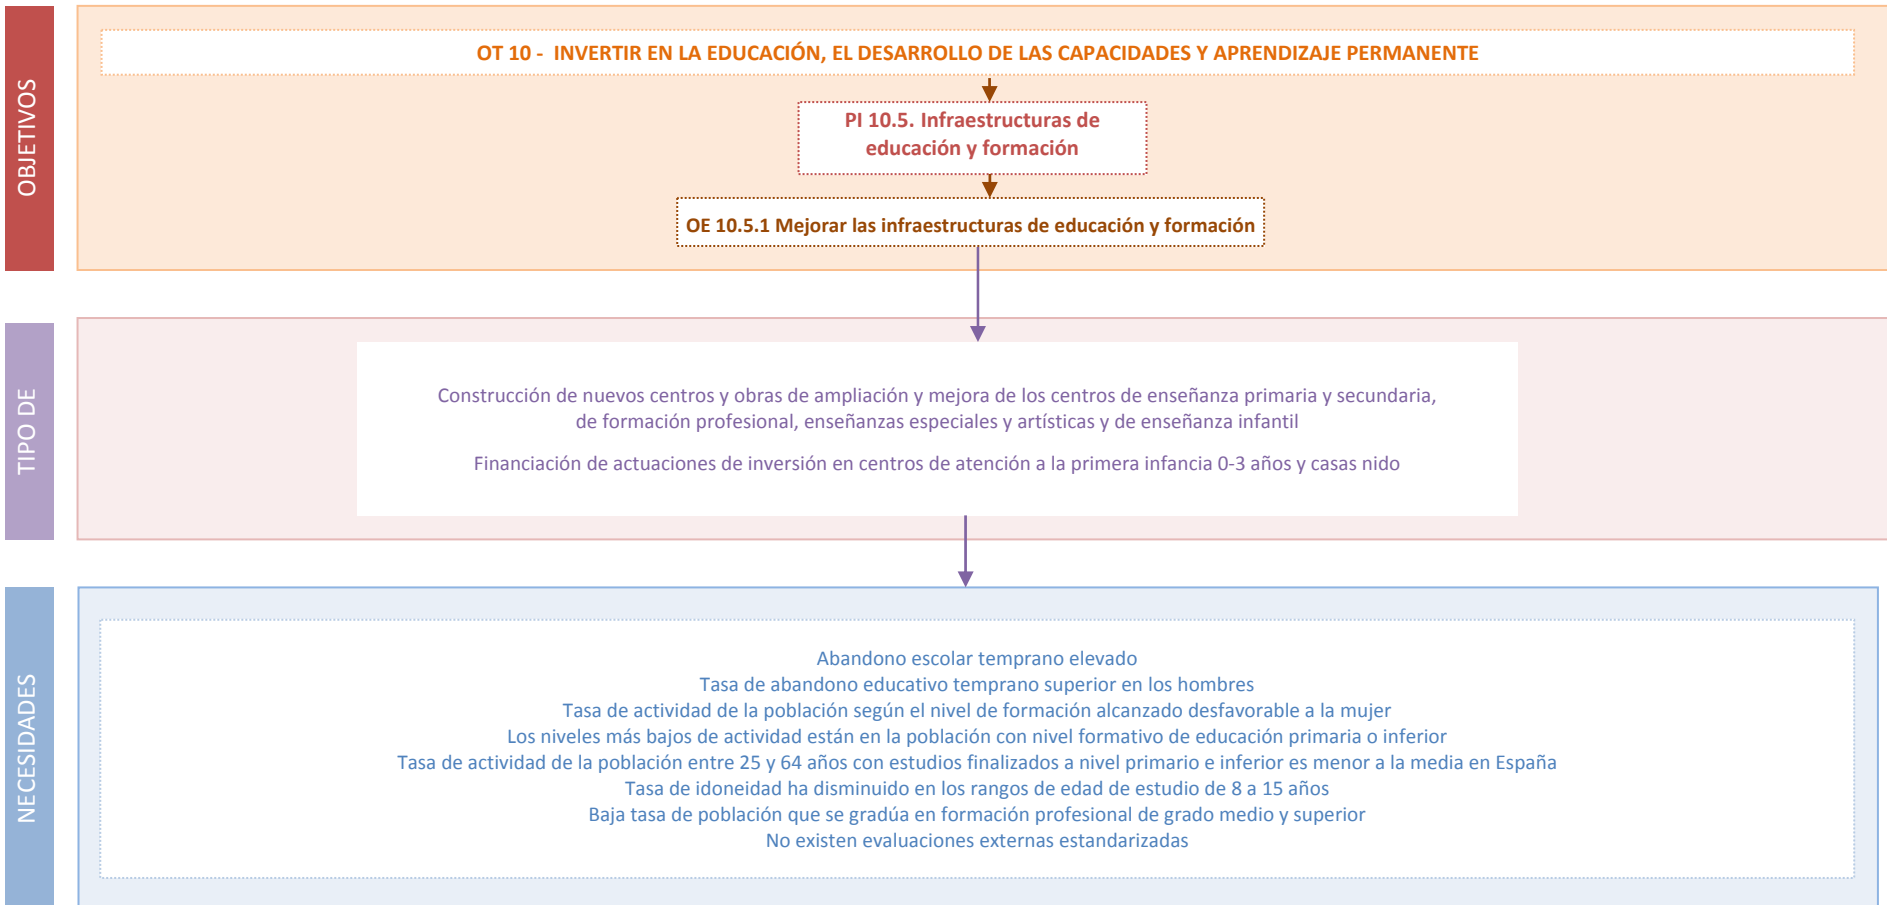 OBJETIVOS
OT 10 - INVERTIR EN LA EDUCACIÓN, EL DESARROLLO DE LAS CAPACIDADES Y APRENDIZAJE PERMANENTE
PI 10.5. Infraestructuras de
educación y formación
OE 10.5.1 Mejorar las infraestructuras de educación y formación
TIPO DE
Construcción de nuevos centros y obras de ampliación y mejora de los centros de enseñanza primaria y secundaria,
de formación profesional, enseñanzas especiales y artísticas y de enseñanza infantil
Financiación de actuaciones de inversión en centros de atención a la primera infancia 0-3 años y casas nido
NECESIDADES
Abandono escolar temprano elevado
Tasa de abandono educativo temprano superior en los hombres
Tasa de actividad de la población según el nivel de formación alcanzado desfavorable a la mujer
Los niveles más bajos de actividad están en la población con nivel formativo de educación primaria o inferior
Tasa de actividad de la población entre 25 y 64 años con estudios finalizados a nivel primario e inferior es menor a la media en España
Tasa de idoneidad ha disminuido en los rangos de edad de estudio de 8 a 15 años
Baja tasa de población que se gradúa en formación profesional de grado medio y superior
No existen evaluaciones externas estandarizadas